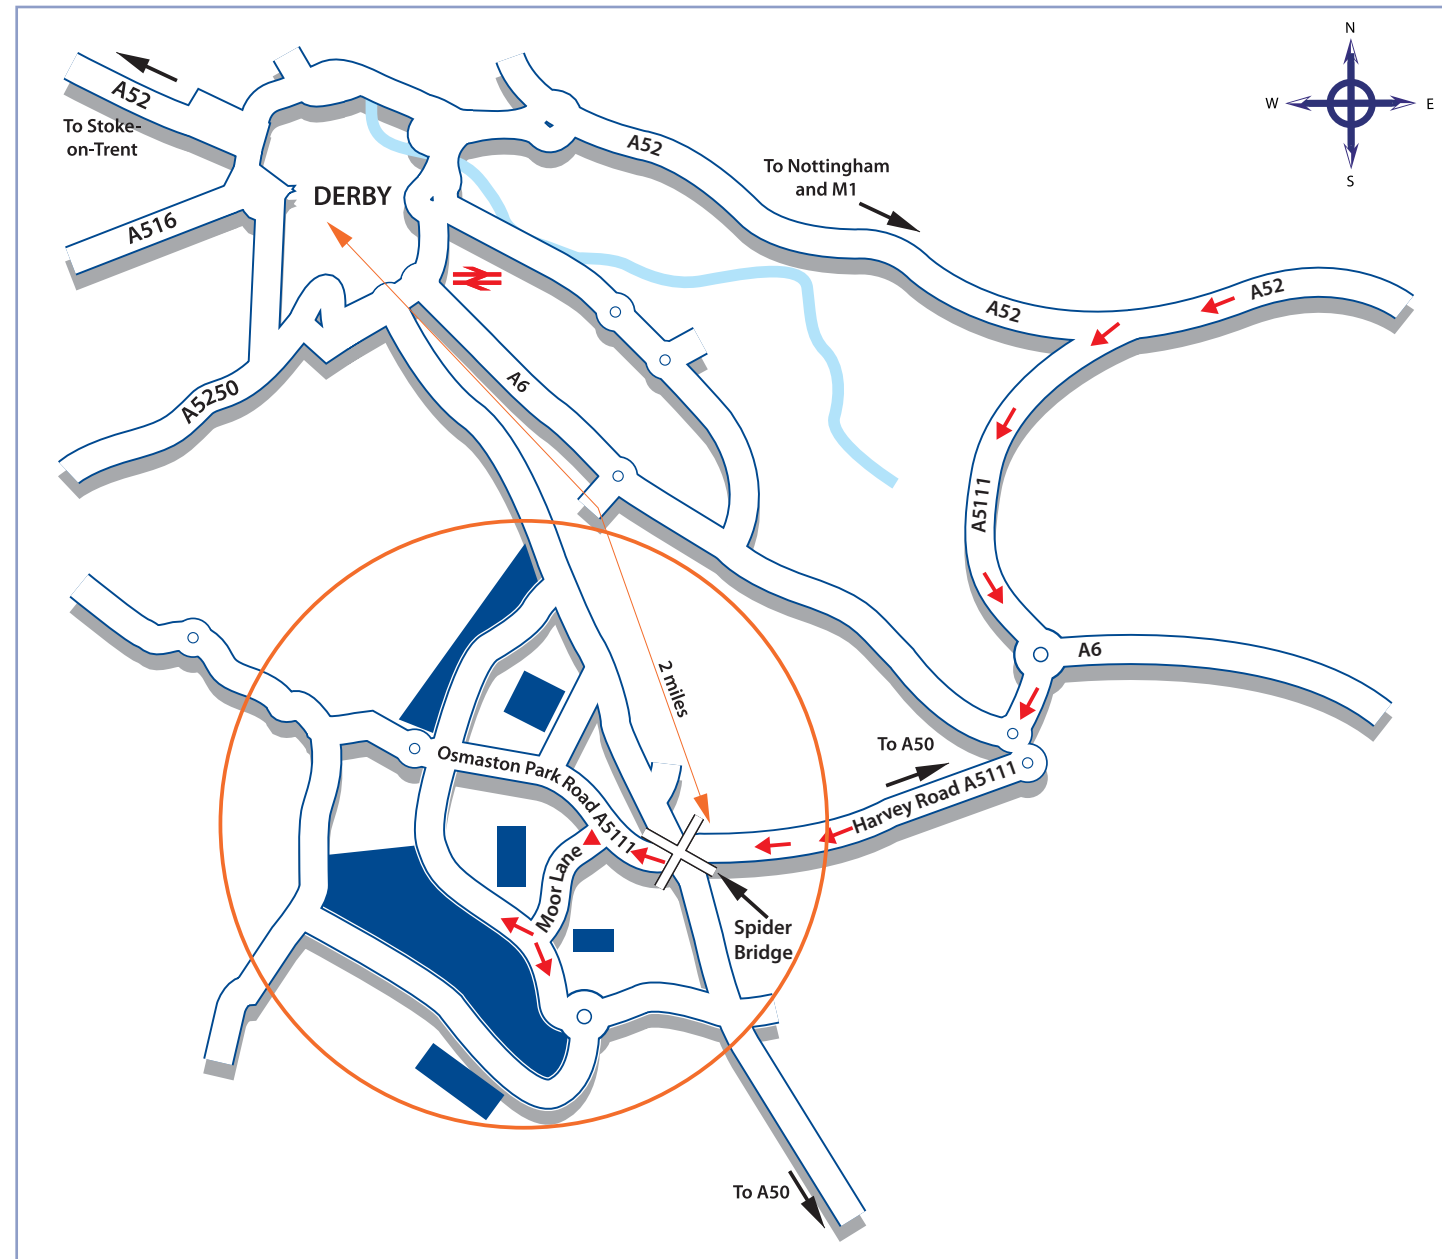 N
W
E
S
A52
To Stoke-
on-Trent
A52
To Nottingham
and M1
DERBY
A516
A52
A52
A6
A5250
A5111
A6
2 miles
To A50
Osmaston Park Road A5111
Harvey Road A5111
Moor Lane
Spider
Bridge
To A50